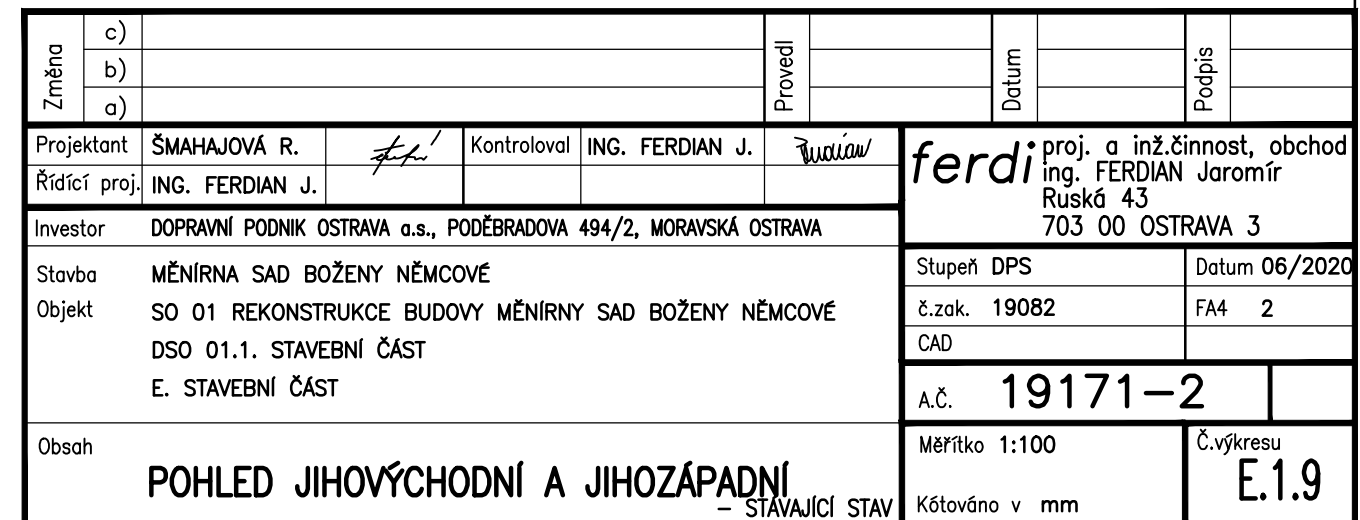 Změna
c)
b)
a)
Provedl
Datum
Podpis
Projektant ŠMAHAJOVÁ R. Kontroloval ING. FERDIAN J.
Řídící proj. ING. FERDIAN J.
ferdi
proj. a inž.činnost, obchod
ing. FERDIAN Jaromír
Ruská 43
703 00 OSTRAVA 3
Investor DOPRAVNÍ PODNIK OSTRAVA a.s., PODĚBRADOVA 494/2, MORAVSKÁ OSTRAVA
Stavba MĚNÍRNA SAD BOŽENY NĚMCOVÉ
Objekt SO 01 REKONSTRUKCE BUDOVY MĚNÍRNY SAD BOŽENY NĚMCOVÉ
DSO 01.1. STAVEBNÍ ČÁST
E. STAVEBNÍ ČÁST
Stupeň DPS Datum 06/2020
č.zak. 19082 FA4 2
CAD
A.Č. 19171-2
Obsah
POHLED JIHOVÝCHODNÍ A JIHOZÁPADNÍ
– STÁVAJÍCÍ STAV
Měřítko 1:100
Kótováno v mm
Č.výkresu
E.1.9